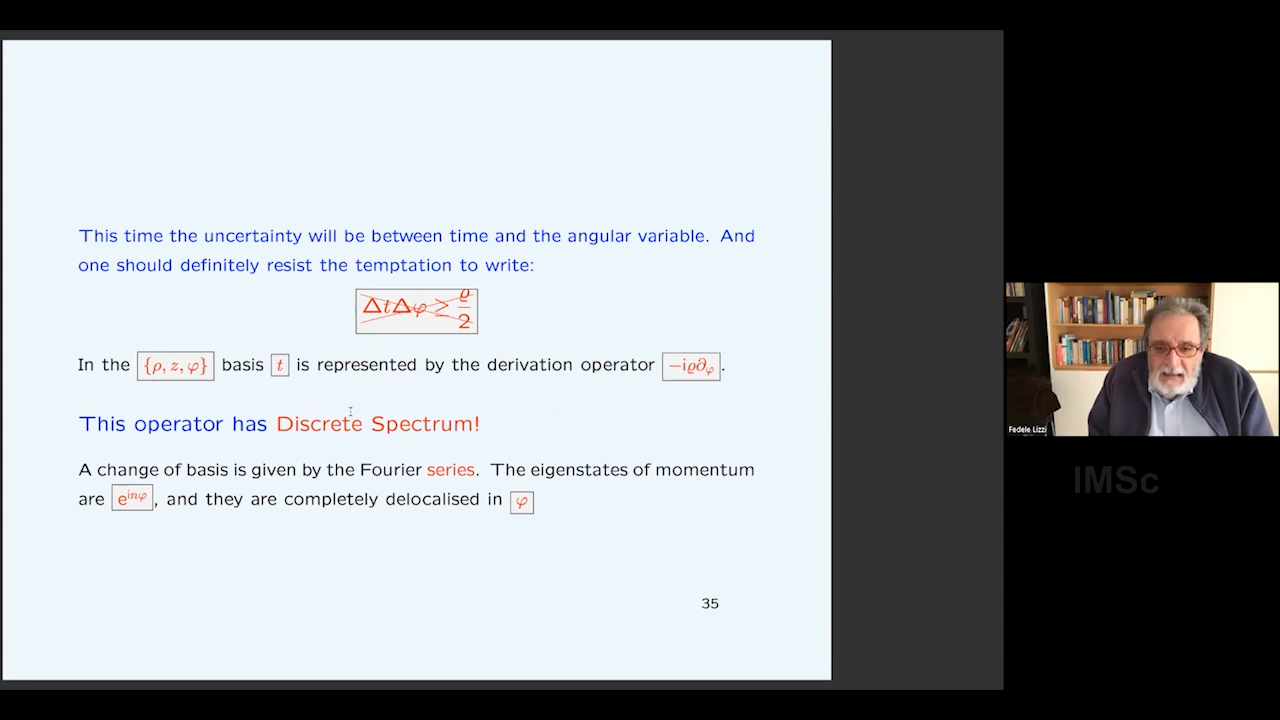 This time the uncertainty will be between time and the angular variable. And
one should definitely resist the temptation to write:
ΔtΔφ ≥ ϱ/2
In the {ρ, z, φ} basis t is represented by the derivation operator −iϱ∂_φ.
This operator has Discrete Spectrum!
A change of basis is given by the Fourier series. The eigenstates of momentum
are e^{inφ}, and they are completely delocalised in φ
35
Fedele Lizzi
IMSc